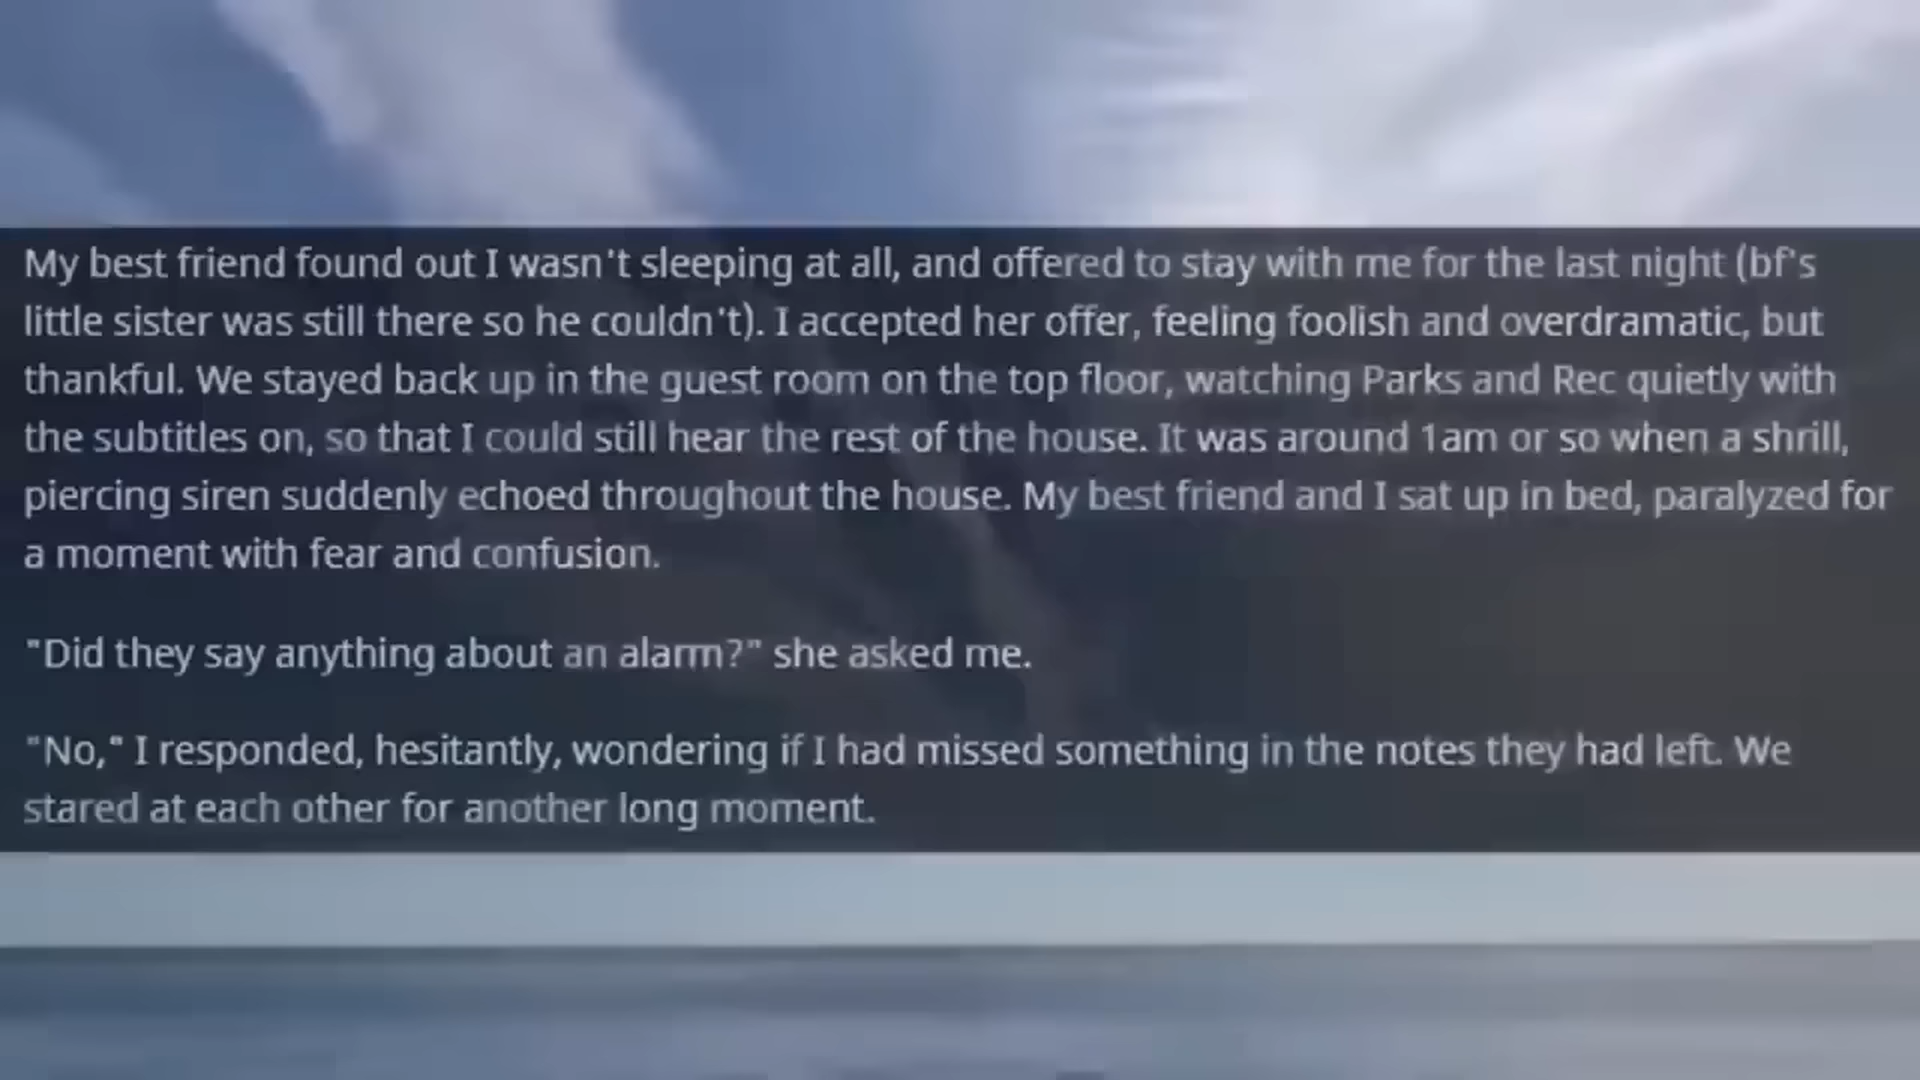 My best friend found out I wasn't sleeping at all, and offered to stay with me for the last night (bf's
little sister was still there so he couldn't). I accepted her offer, feeling foolish and overdramatic, but
thankful. We stayed back up in the guest room on the top floor, watching Parks and Rec quietly with
the subtitles on, so that I could still hear the rest of the house. It was around 1am or so when a shrill,
piercing siren suddenly echoed throughout the house. My best friend and I sat up in bed, paralyzed for
a moment with fear and confusion.
"Did they say anything about an alarm?" she asked me.
"No," I responded, hesitantly, wondering if I had missed something in the notes they had left. We
stared at each other for another long moment.